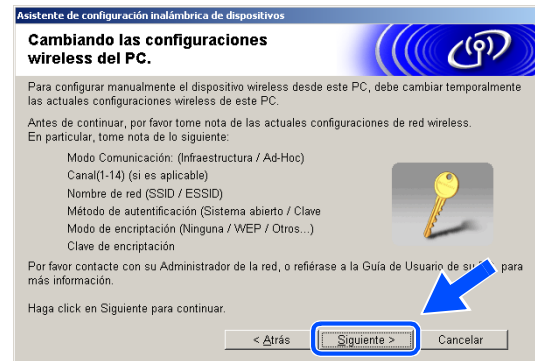 Asistente de configuración inalámbrica de dispositivos
Cambiando las configuraciones
wireless del PC.
Para configurar manualmente el dispositivo wireless desde este PC, debe cambiar temporalmente
las actuales configuraciones wireless de este PC.
Antes de continuar, por favor tome nota de las actuales configuraciones de red wireless.
En particular, tome nota de lo siguiente:
Modo Comunicación: (Infraestructura / Ad-Hoc)
Canal(1-14) (si es aplicable)
Nombre de red (SSID / ESSID)
Método de autentificación (Sistema abierto / Clave
Modo de encriptación (Ninguna / WEP / Otros...)
Clave de encriptación
Por favor contacte con su Administrador de la red, o refiérase a la Guía de Usuario de su para
más información.
Haga click en Siguiente para continuar.
< Atrás Siguiente > Cancelar